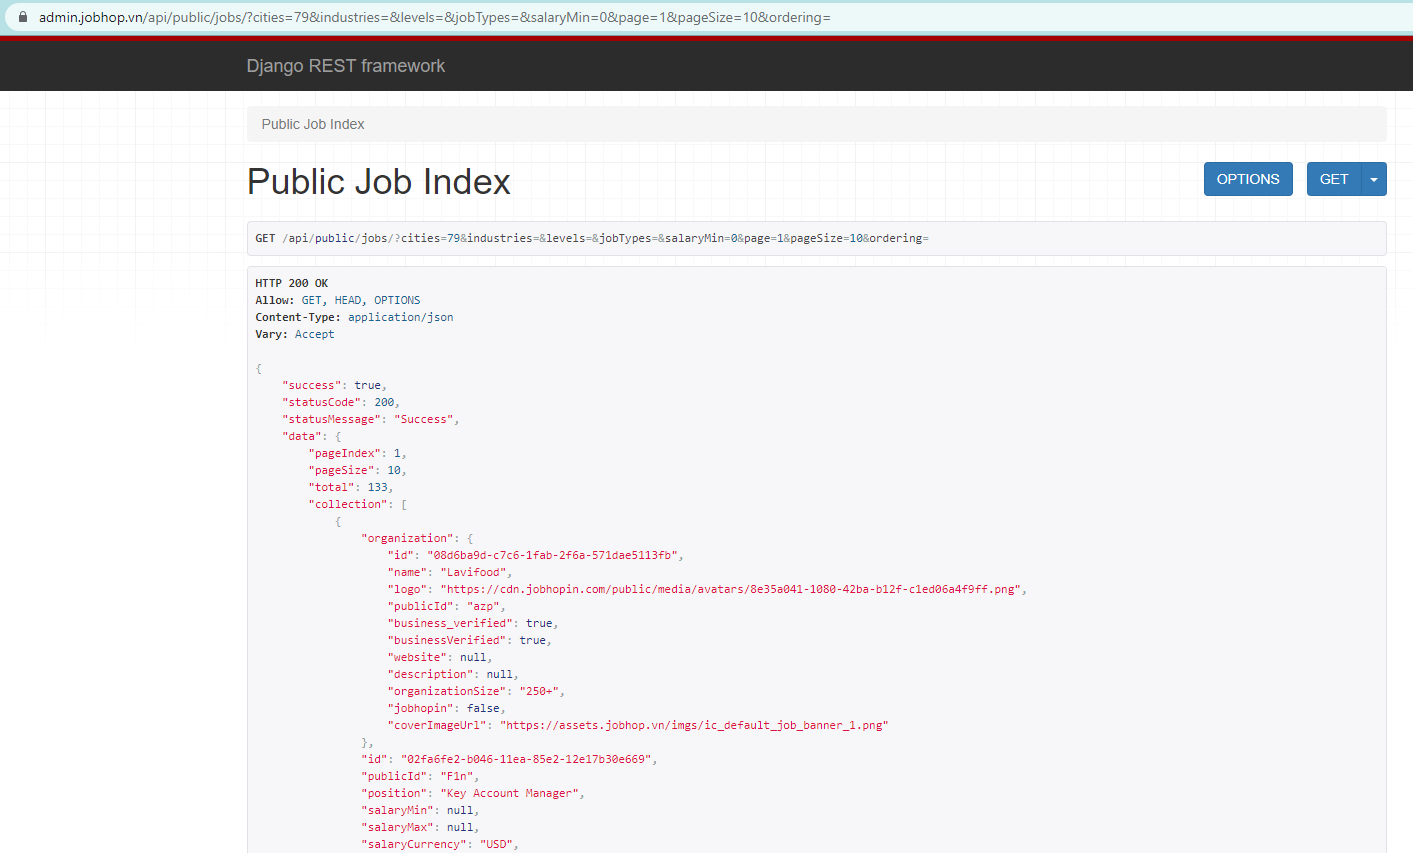 admin.jobhop.vn/api/public/jobs/?cities=79&industries=&levels=&jobTypes=&salaryMin=0&page=1&pageSize=10&ordering=
Django REST framework
Public Job Index
Public Job Index
OPTIONS
GET
GET /api/public/jobs/?cities=79&industries=&levels=&jobTypes=&salaryMin=0&page=1&pageSize=10&ordering=
HTTP 200 OK
Allow: GET, HEAD, OPTIONS
Content-Type: application/json
Vary: Accept
{
"success": true,
"statusCode": 200,
"statusMessage": "Success",
"data": {
"pageIndex": 1,
"pageSize": 10,
"total": 133,
"collection": [
{
"organization": {
"id": "08d6ba9d-c7c6-1fab-2f6a-571dae5113fb",
"name": "Lavifood",
"logo": "https://cdn.jobhopin.com/public/media/avatars/8e35a041-1080-42ba-b12f-c1ed06a4f9ff.png",
"publicId": "azp",
"business_verified": true,
"businessVerified": true,
"website": null,
"description": null,
"organizationSize": "250+",
"jobhopin": false,
"coverImageUrl": "https://assets.jobhop.vn/imgs/ic_default_job_banner_1.png"
},
"id": "02fa6fe2-b046-11ea-85e2-12e17b30e669",
"publicId": "F1n",
"position": "Key Account Manager",
"salaryMin": null,
"salaryMax": null,
"salaryCurrency": "USD",